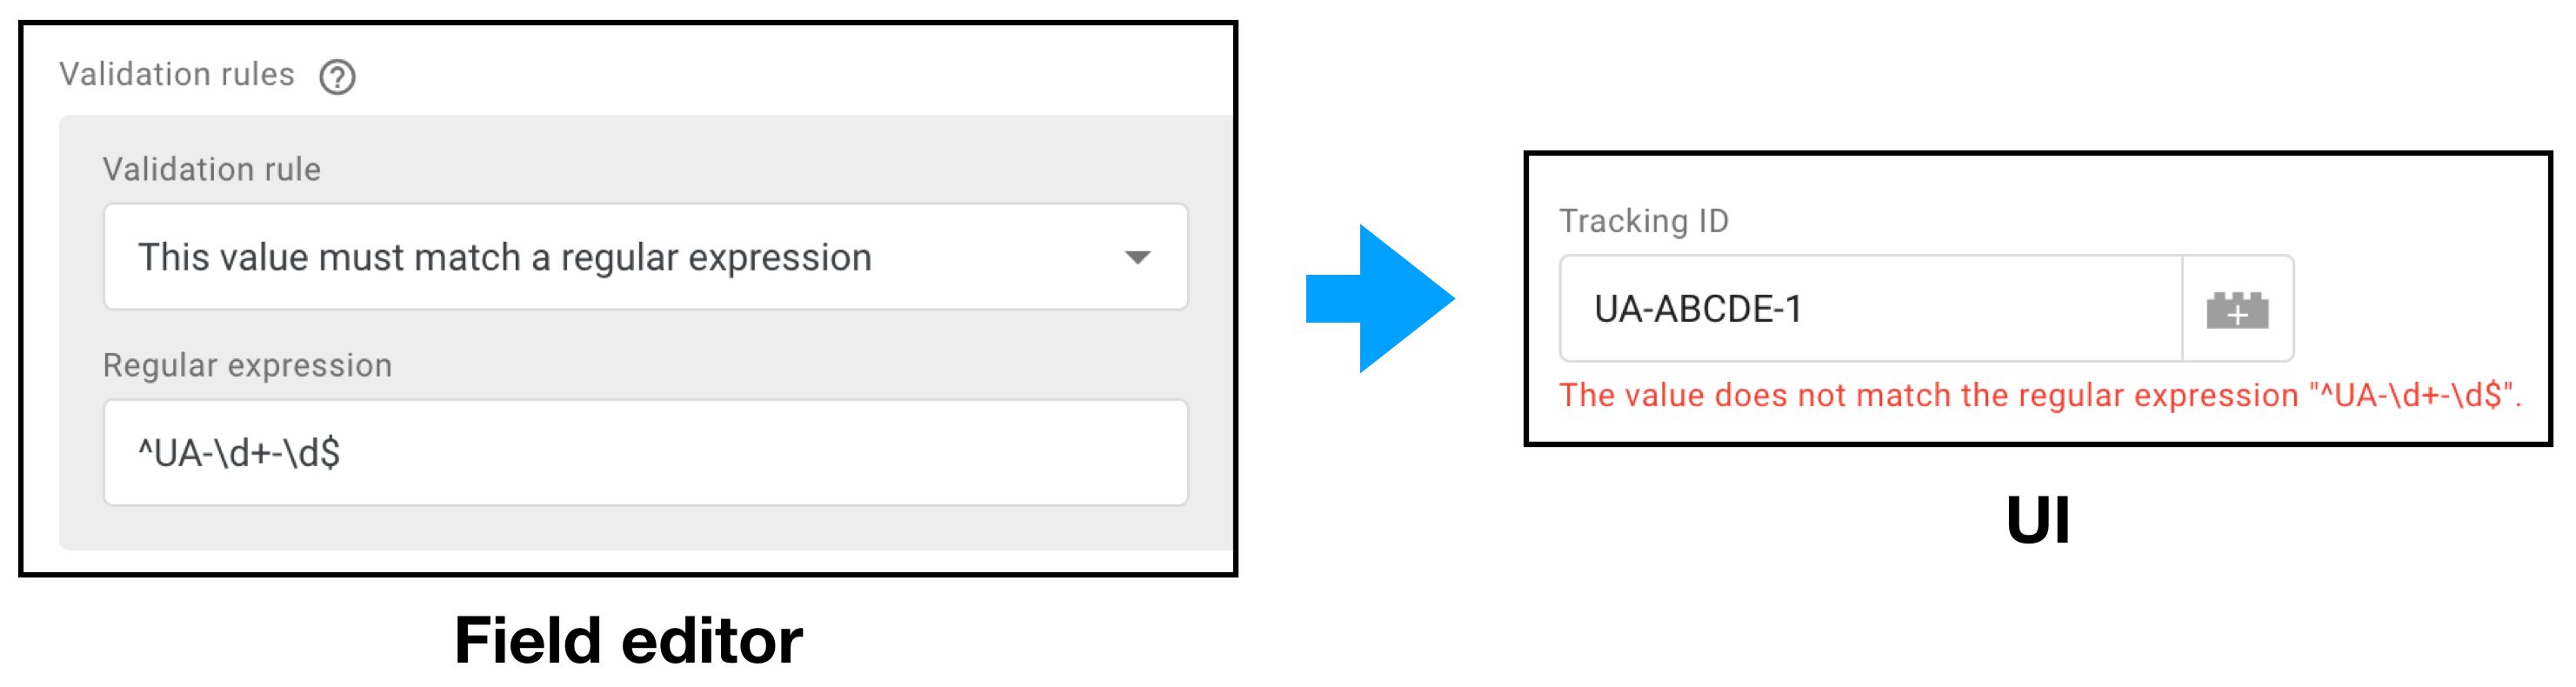 Validation rules
Validation rule
This value must match a regular expression
Regular expression
^UA-\d+-\d$
Field editor
Tracking ID
UA-ABCDE-1
The value does not match the regular expression "^UA-\d+-\d$".
UI